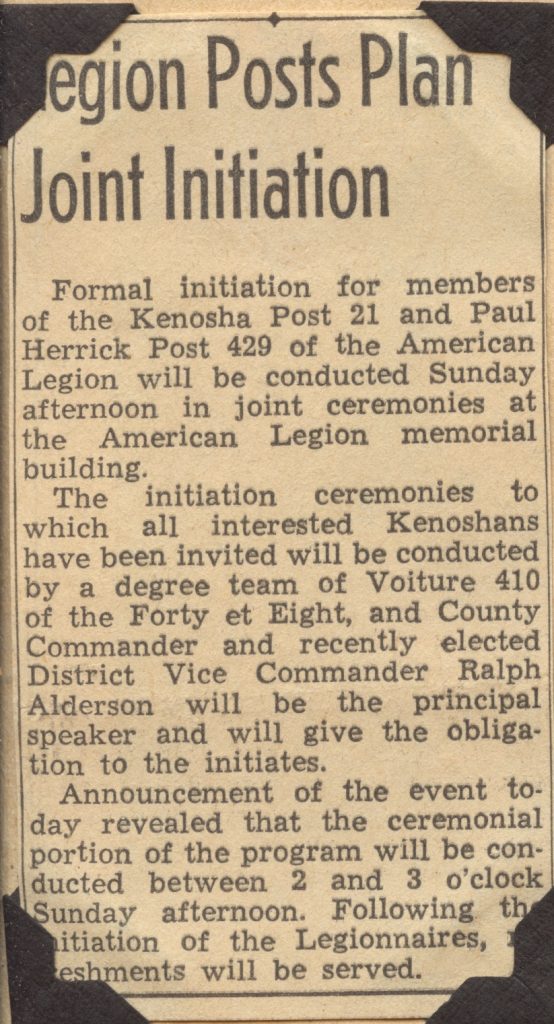 Legion Posts Plan
Joint Initiation
Formal initiation for members
of the Kenosha Post 21 and Paul
Herrick Post 429 of the American
Legion will be conducted Sunday
afternoon in joint ceremonies at
the American Legion memorial
building.
The initiation ceremonies to
which all interested Kenoshans
have been invited will be conducted
by a degree team of Voiture 410
of the Forty et Eight, and County
Commander and recently elected
District Vice Commander Ralph
Alderson will be the principal
speaker and will give the obliga-
tion to the initiates.
Announcement of the event to-
day revealed that the ceremonial
portion of the program will be con-
ducted between 2 and 3 o'clock
Sunday afternoon. Following the
initiation of the Legionnaires, re-
freshments will be served.